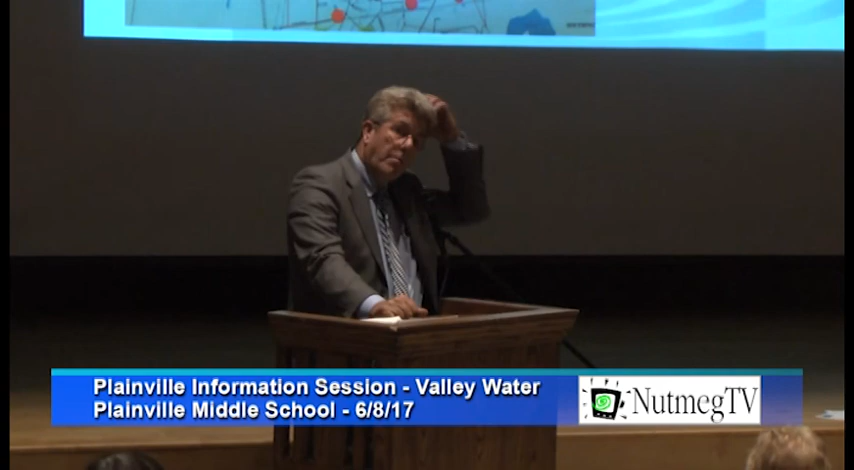 Plainville Information Session - Valley Water
Plainville Middle School - 6/8/17
NutmegTV